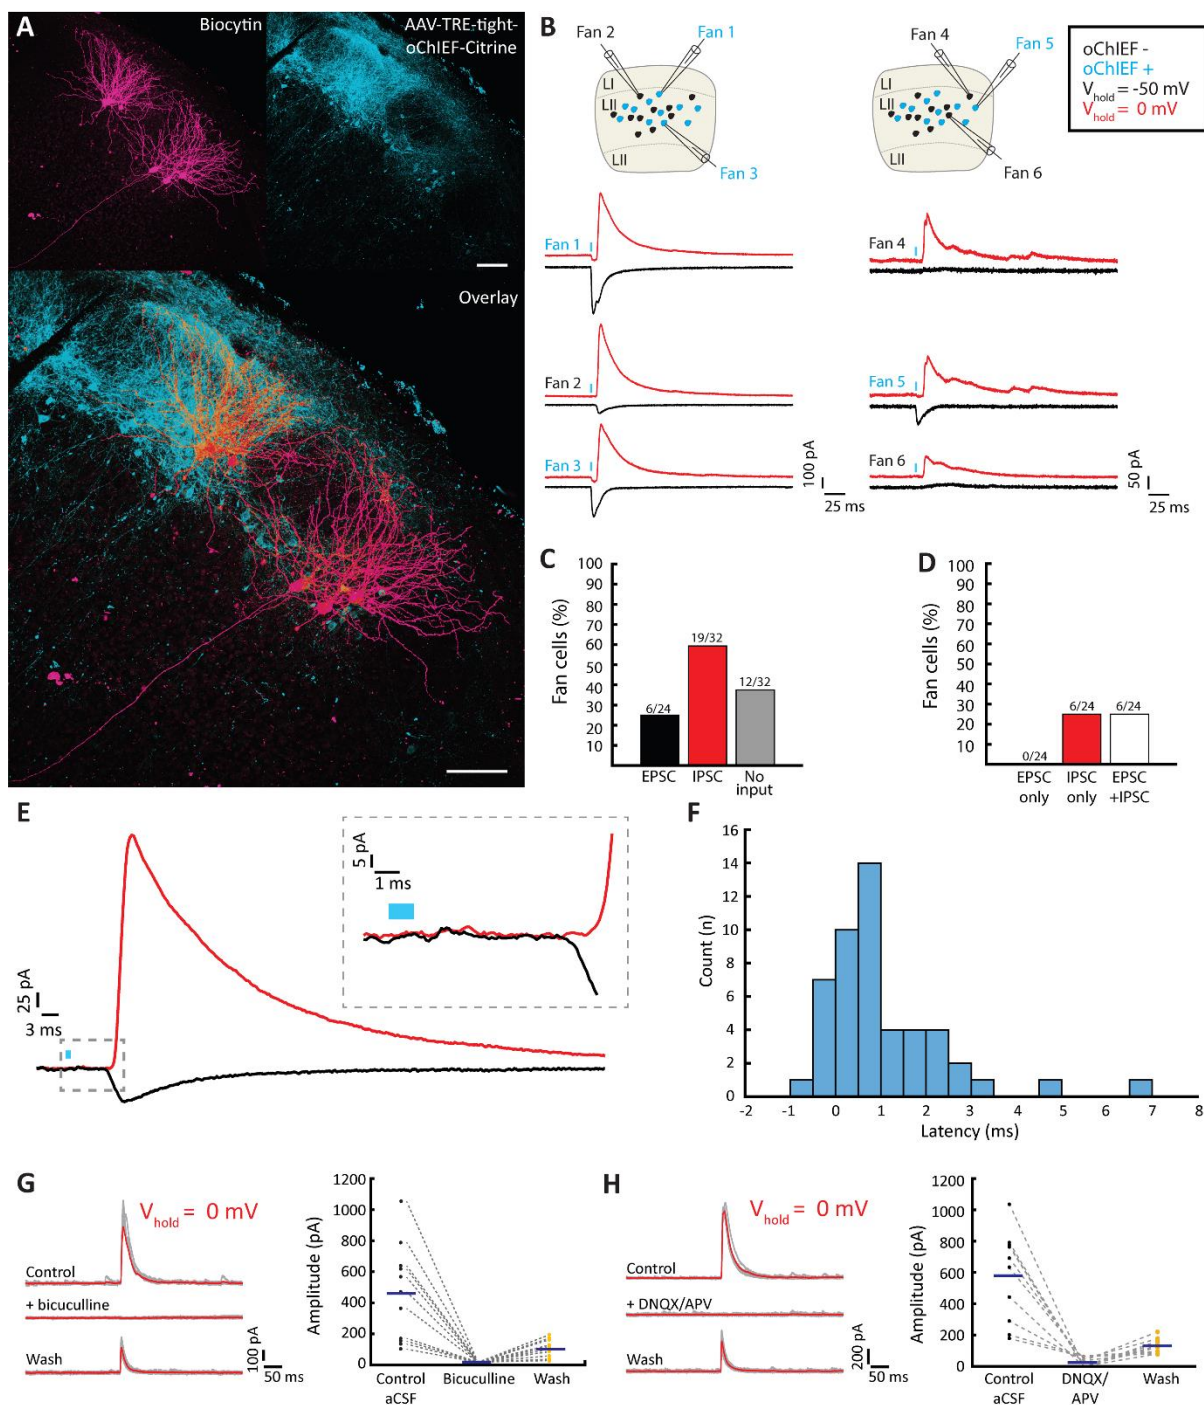 A
Biocytin
AAV-TRE-tight-
oChIEF-Citrine
Overlay
B
Fan 2
Fan 1
LI
LII
LII
Fan 3
Fan 4
Fan 5
LI
LII
LII
Fan 6
oChIEF -
oChIEF +
Vhold = -50 mV
Vhold = 0 mV
Fan 1
Fan 2
Fan 3
100 pA
25 ms
Fan 4
Fan 5
Fan 6
50 pA
25 ms
C
Fan cells (%)
100
90
80
70
60
50
40
30
20
10
6/24
19/32
12/32
EPSC
IPSC
No
input
D
Fan cells (%)
100
90
80
70
60
50
40
30
20
10
0/24
6/24
6/24
EPSC
only
IPSC
only
EPSC
+IPSC
E
25 pA
3 ms
5 pA
1 ms
F
Count (n)
16
14
12
10
8
6
4
2
0
-2 -1 0 1 2 3 4 5 6 7 8
Latency (ms)
G
Vhold = 0 mV
Control
+ bicuculline
Wash
100 pA
50 ms
Amplitude (pA)
1200
1000
800
600
400
200
0
Control
aCSF
Bicuculline
Wash
H
Vhold = 0 mV
Control
+ DNQX/APV
Wash
200 pA
50 ms
Amplitude (pA)
1200
1000
800
600
400
200
0
Control
aCSF
DNQX/
APV
Wash